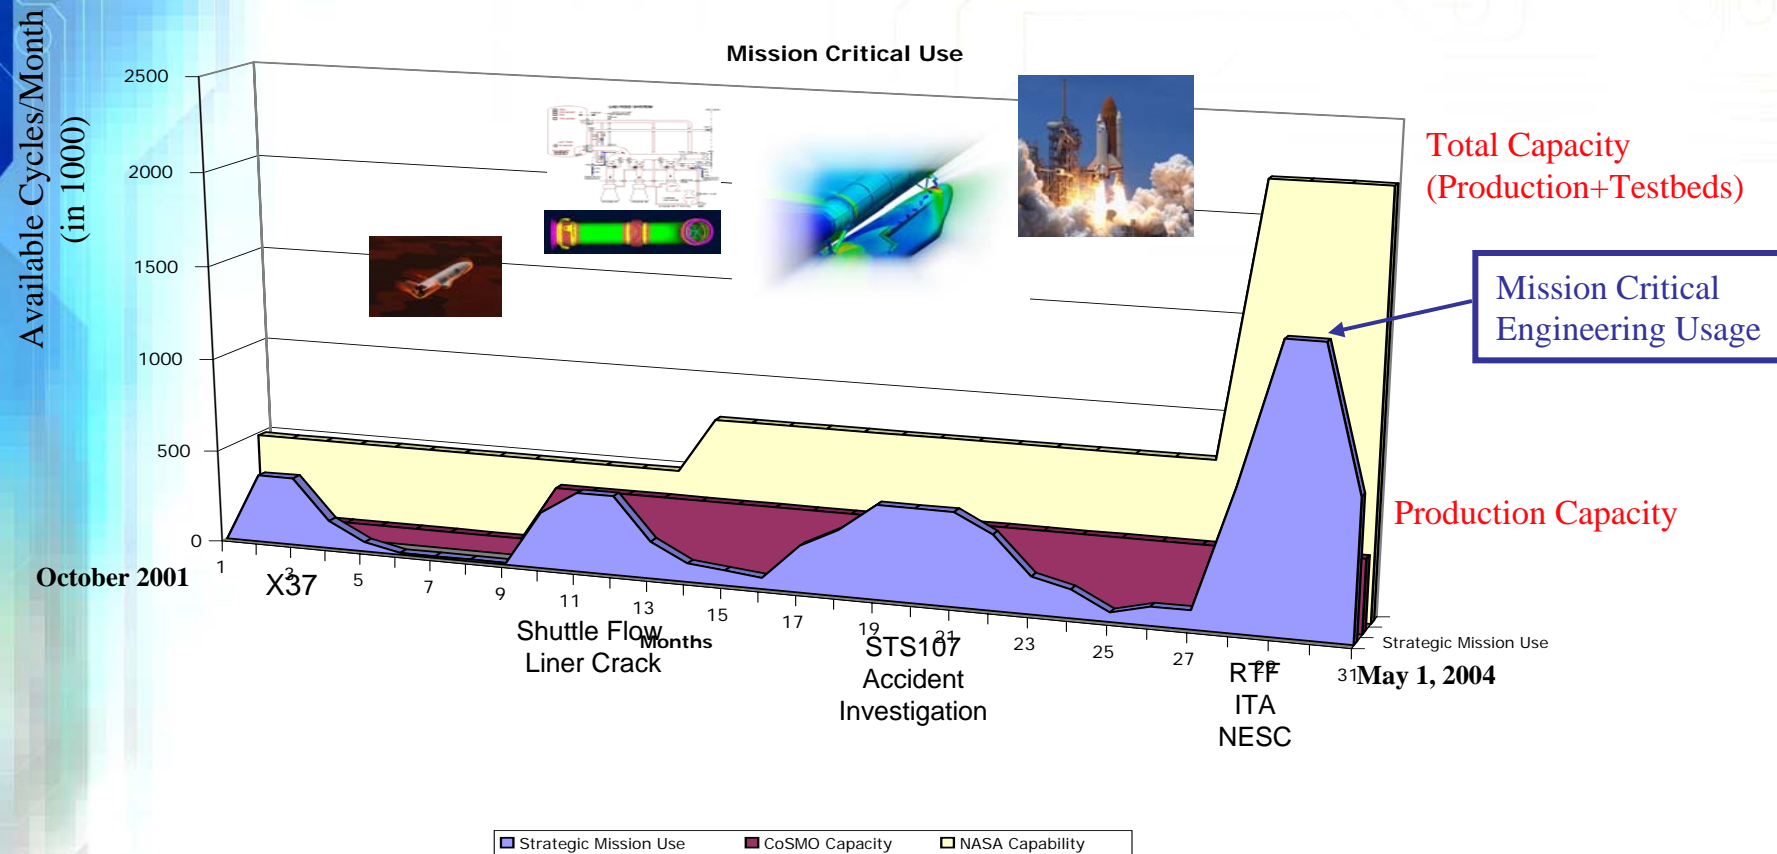 Mission Critical Use
Available Cycles/Month
(in 1000)
2500
2000
1500
1000
500
0
Total Capacity
(Production+Testbeds)
Mission Critical
Engineering Usage
Production Capacity
October 2001
1
3
5
7
9
11
13
15
17
19
21
23
25
27
29
31
X37
Shuttle Flow
Liner Crack
Months
STS107
Accident
Investigation
RTF
ITA
NESC
Strategic Mission Use
May 1, 2004
Strategic Mission Use
CoSMO Capacity
NASA Capability